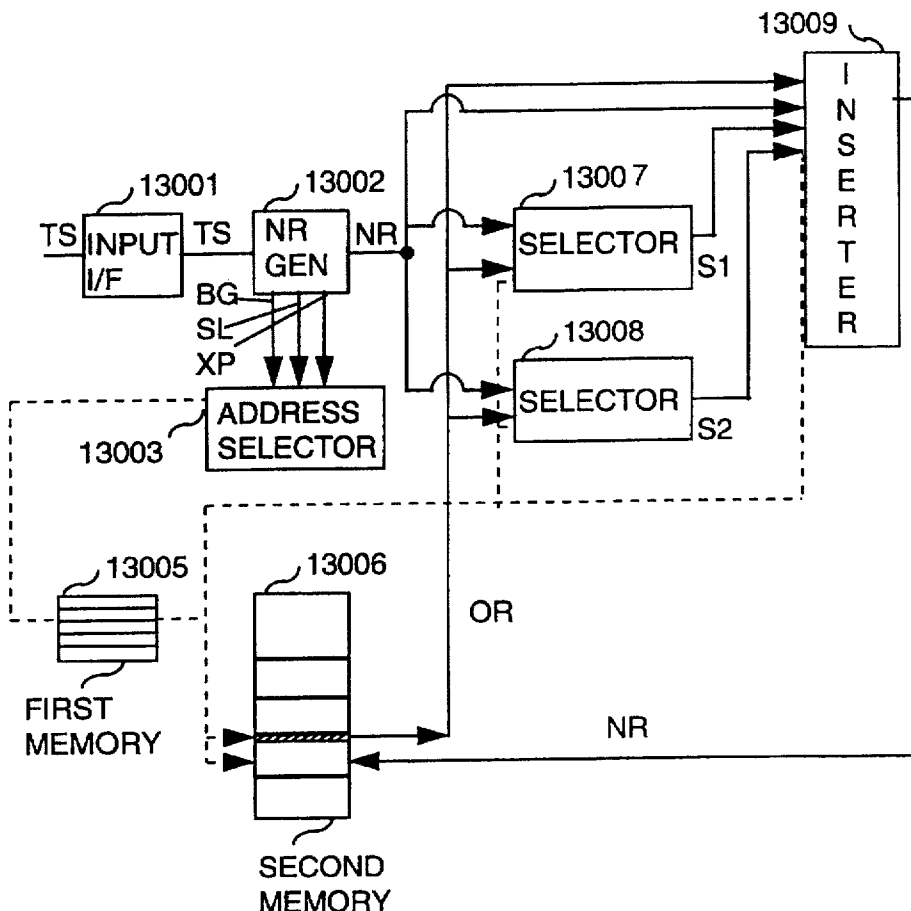 13009
INSERTER
13001
13002
13007
TS
INPUT
I/F
TS
NR
GEN
NR
SELECTOR
S1
BG
SL
XP
13008
SELECTOR
S2
ADDRESS
SELECTOR
13003
13005
13006
OR
FIRST
MEMORY
NR
SECOND
MEMORY